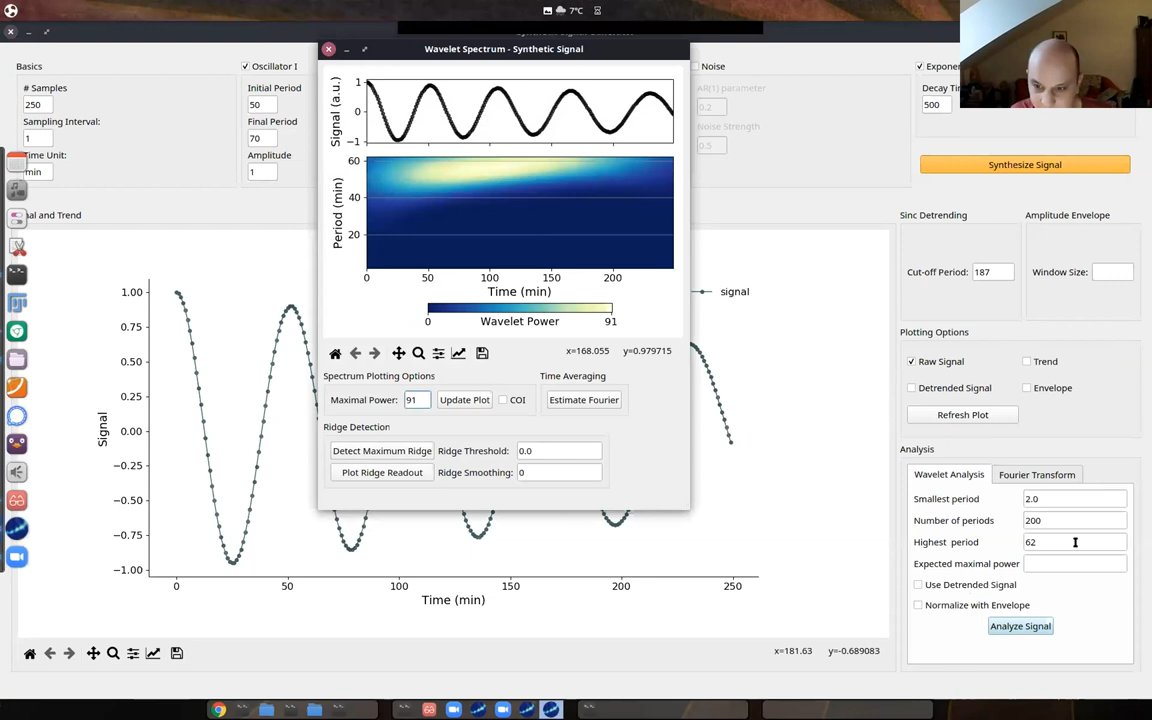 7°C
Wavelet Spectrum - Synthetic Signal
Basics
# Samples
250
Sampling Interval:
1
Time Unit:
min
Oscillator I
Initial Period
50
Final Period
70
Amplitude
1
Signal (a.u.)
1
0
−1
Period (min)
60
40
20
0
50
100
150
200
Time (min)
0
Wavelet Power
91
x=168.055 y=0.979715
Spectrum Plotting Options
Maximal Power:
91
Update Plot
COI
Time Averaging
Estimate Fourier
Ridge Detection
Detect Maximum Ridge
Ridge Threshold:
0.0
Plot Ridge Readout
Ridge Smoothing:
0
Noise
AR(1) parameter
0.2
Noise Strength
0.5
500
Synthesize Signal
and Trend
Signal
1.00
0.75
0.50
0.25
0.00
−0.25
−0.50
−0.75
−1.00
0
50
100
150
200
250
Time (min)
signal
x=181.63 y=-0.689083
Sinc Detrending
Cut-off Period:
187
Amplitude Envelope
Window Size:
Plotting Options
Raw Signal
Trend
Detrended Signal
Envelope
Refresh Plot
Analysis
Wavelet Analysis
Fourier Transform
Smallest period
2.0
Number of periods
200
Highest period
62
Expected maximal power
Use Detrended Signal
Normalize with Envelope
Analyze Signal